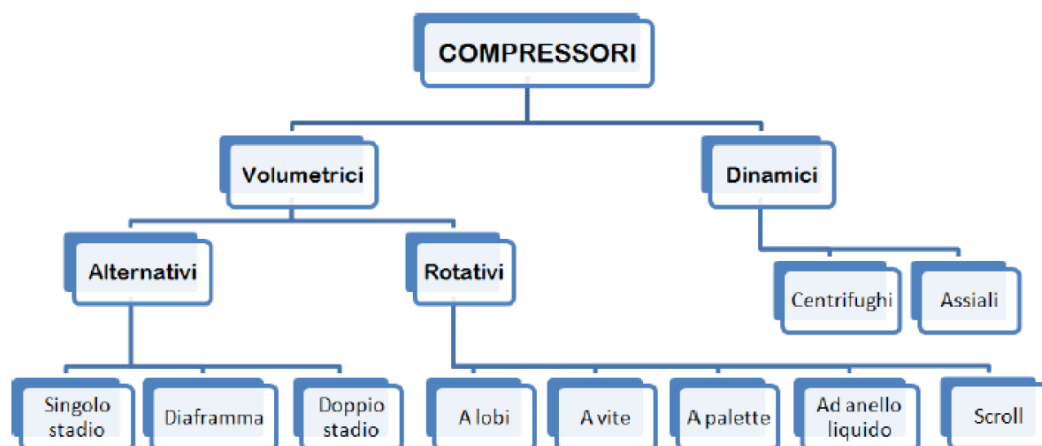 COMPRESSORI
Volumetrici
Dinamici
Alternativi
Rotativi
Centrifughi
Assiali
Singolo
stadio
Diaframma
Doppio
stadio
A lobi
A vite
A palette
Ad anello
liquido
Scroll